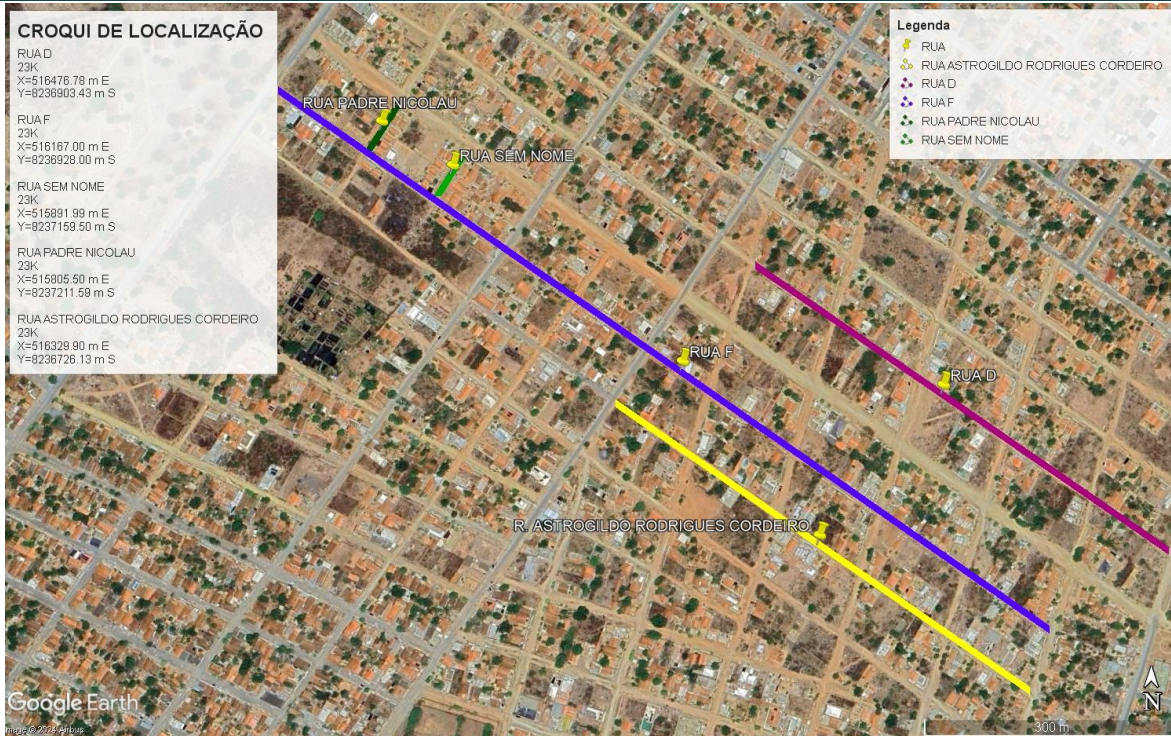 CROQUI DE LOCALIZAÇÃO
RUA D
23K
X=516476.78 m E
Y=8236903.43 m S
RUA F
23K
X=516167.00 m E
Y=8236928.00 m S
RUA SEM NOME
23K
X=515891.99 m E
Y=8237159.50 m S
RUA PADRE NICOLAU
23K
X=515805.50 m E
Y=8237211.59 m S
RUA ASTROGILDO RODRIGUES CORDEIRO
23K
X=516329.90 m E
Y=8236726.13 m S
Legenda
RUA
RUA ASTROGILDO RODRIGUES CORDEIRO
RUA D
RUA F
RUA PADRE NICOLAU
RUA SEM NOME
RUA PADRE NICOLAU
RUA SEM NOME
RUA F
RUA D
R. ASTROGILDO RODRIGUES CORDEIRO
Google Earth
Image © 2024 Airbus
N
300 m